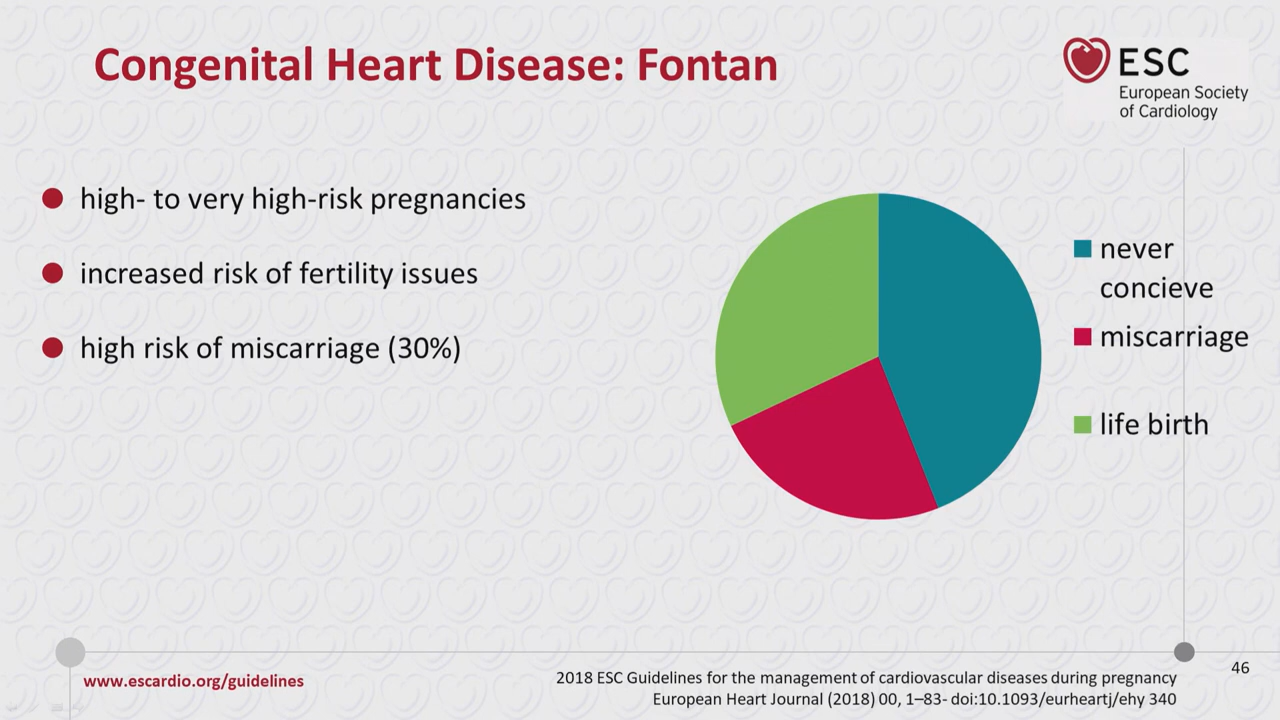 Congenital Heart Disease: Fontan
ESC
European Society
of Cardiology
high- to very high-risk pregnancies
increased risk of fertility issues
high risk of miscarriage (30%)
never
concieve
miscarriage
life birth
www.escardio.org/guidelines
2018 ESC Guidelines for the management of cardiovascular diseases during pregnancy
European Heart Journal (2018) 00, 1–83- doi:10.1093/eurheartj/ehy 340
46